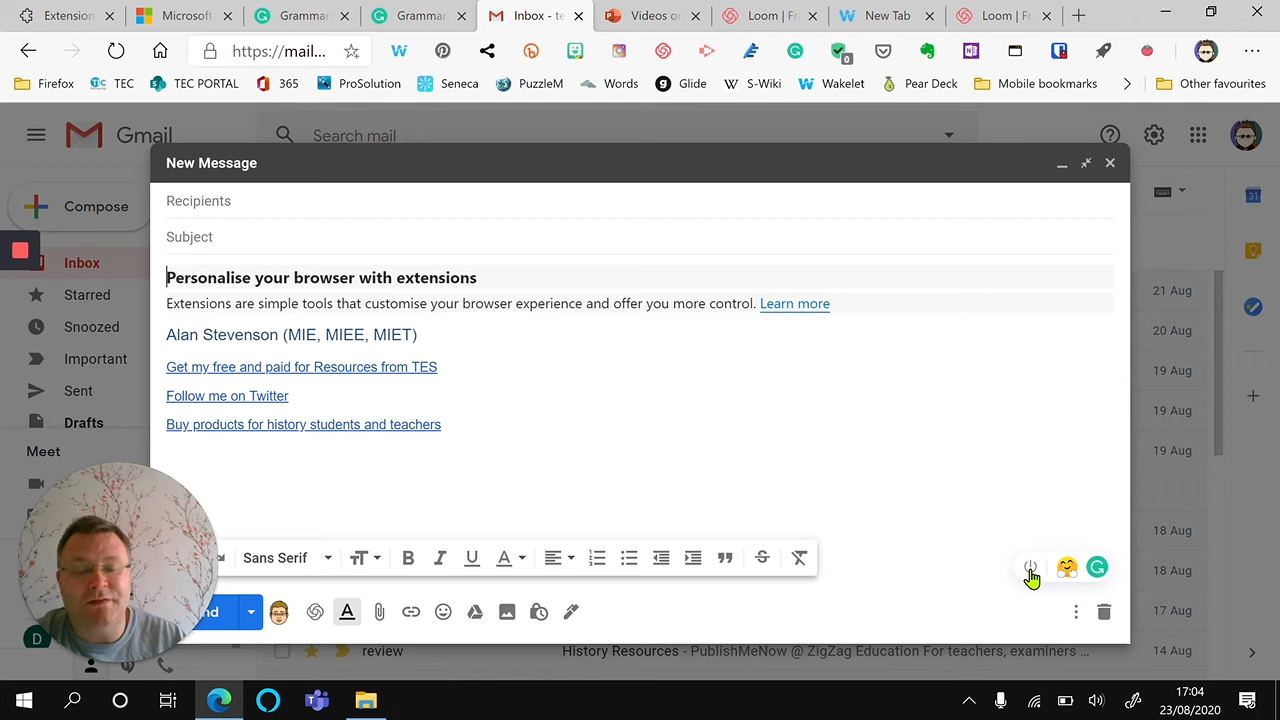 Extension
Microsoft
Grammar
Grammar
Inbox - te
Videos on
Loom | Fr
New Tab
Loom | Fr
https://mail...
0
Firefox
TEC
TEC PORTAL
365
ProSolution
Seneca
PuzzleM
Words
Glide
S-Wiki
Wakelet
Pear Deck
Mobile bookmarks
Other favourites
Gmail
Search mail
New Message
Compose
Recipients
31
Subject
Inbox
Personalise your browser with extensions
Starred
21 Aug
Extensions are simple tools that customise your browser experience and offer you more control. Learn more
Snoozed
20 Aug
Alan Stevenson (MIE, MIEE, MIET)
Important
19 Aug
Get my free and paid for Resources from TES
Sent
19 Aug
Follow me on Twitter
Drafts
19 Aug
Buy products for history students and teachers
Meet
18 Aug
Sans Serif
18 Aug
nd
17 Aug
D
review
History Resources - PublishMeNow @ ZigZag Education For teachers, examiners ...
14 Aug
17:04
23/08/2020